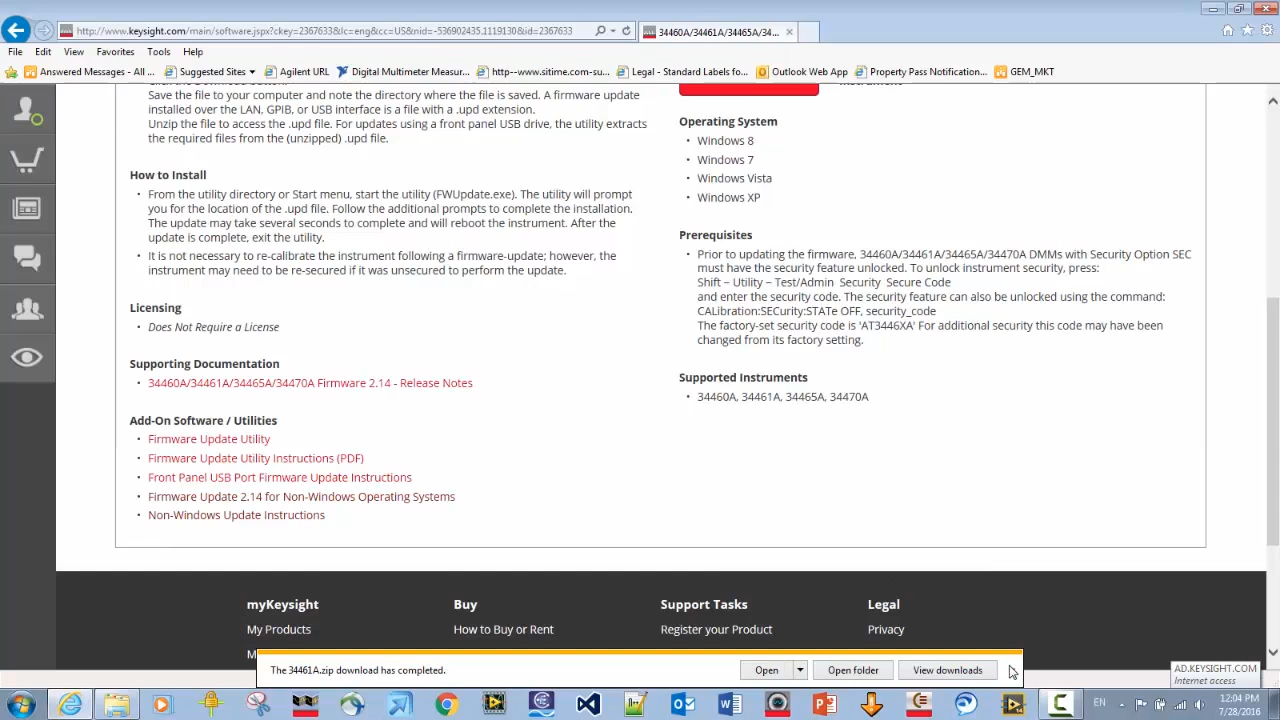 http://www.keysight.com/main/software.jspx?ckey=2367633&lc=eng&cc=US&nid=-536902435.1119130&id=2367633
34460A/34461A/34465A/34...
File Edit View Favorites Tools Help
Answered Messages - All ...
Suggested Sites
Agilent URL
Digital Multimeter Measur...
http--www.sitime.com-su...
Legal - Standard Labels fo...
Outlook Web App
Property Pass Notification...
GEM_MKT
Save the file to your computer and note the directory where the file is saved. A firmware update
installed over the LAN, GPIB, or USB interface is a file with a .upd extension.
Unzip the file to access the .upd file. For updates using a front panel USB drive, the utility extracts
the required files from the (unzipped) .upd file.
How to Install
• From the utility directory or Start menu, start the utility (FWUpdate.exe). The utility will prompt
you for the location of the .upd file. Follow the additional prompts to complete the installation.
The update may take several seconds to complete and will reboot the instrument. After the
update is complete, exit the utility.
• It is not necessary to re-calibrate the instrument following a firmware-update; however, the
instrument may need to be re-secured if it was unsecured to perform the update.
Licensing
• Does Not Require a License
Supporting Documentation
• 34460A/34461A/34465A/34470A Firmware 2.14 - Release Notes
Add-On Software / Utilities
• Firmware Update Utility
• Firmware Update Utility Instructions (PDF)
• Front Panel USB Port Firmware Update Instructions
• Firmware Update 2.14 for Non-Windows Operating Systems
• Non-Windows Update Instructions
Operating System
• Windows 8
• Windows 7
• Windows Vista
• Windows XP
Prerequisites
• Prior to updating the firmware, 34460A/34461A/34465A/34470A DMMs with Security Option SEC
must have the security feature unlocked. To unlock instrument security, press:
Shift – Utility – Test/Admin Security Secure Code
and enter the security code. The security feature can also be unlocked using the command:
CALibration:SECurity:STATe OFF, security_code
The factory-set security code is 'AT3446XA' For additional security this code may have been
changed from its factory setting.
Supported Instruments
• 34460A, 34461A, 34465A, 34470A
myKeysight
My Products
Buy
How to Buy or Rent
Support Tasks
Register your Product
Legal
Privacy
The 34461A.zip download has completed.
Open
Open folder
View downloads
AD.KEYSIGHT.COM
Internet access
EN
12:04 PM
7/28/2016